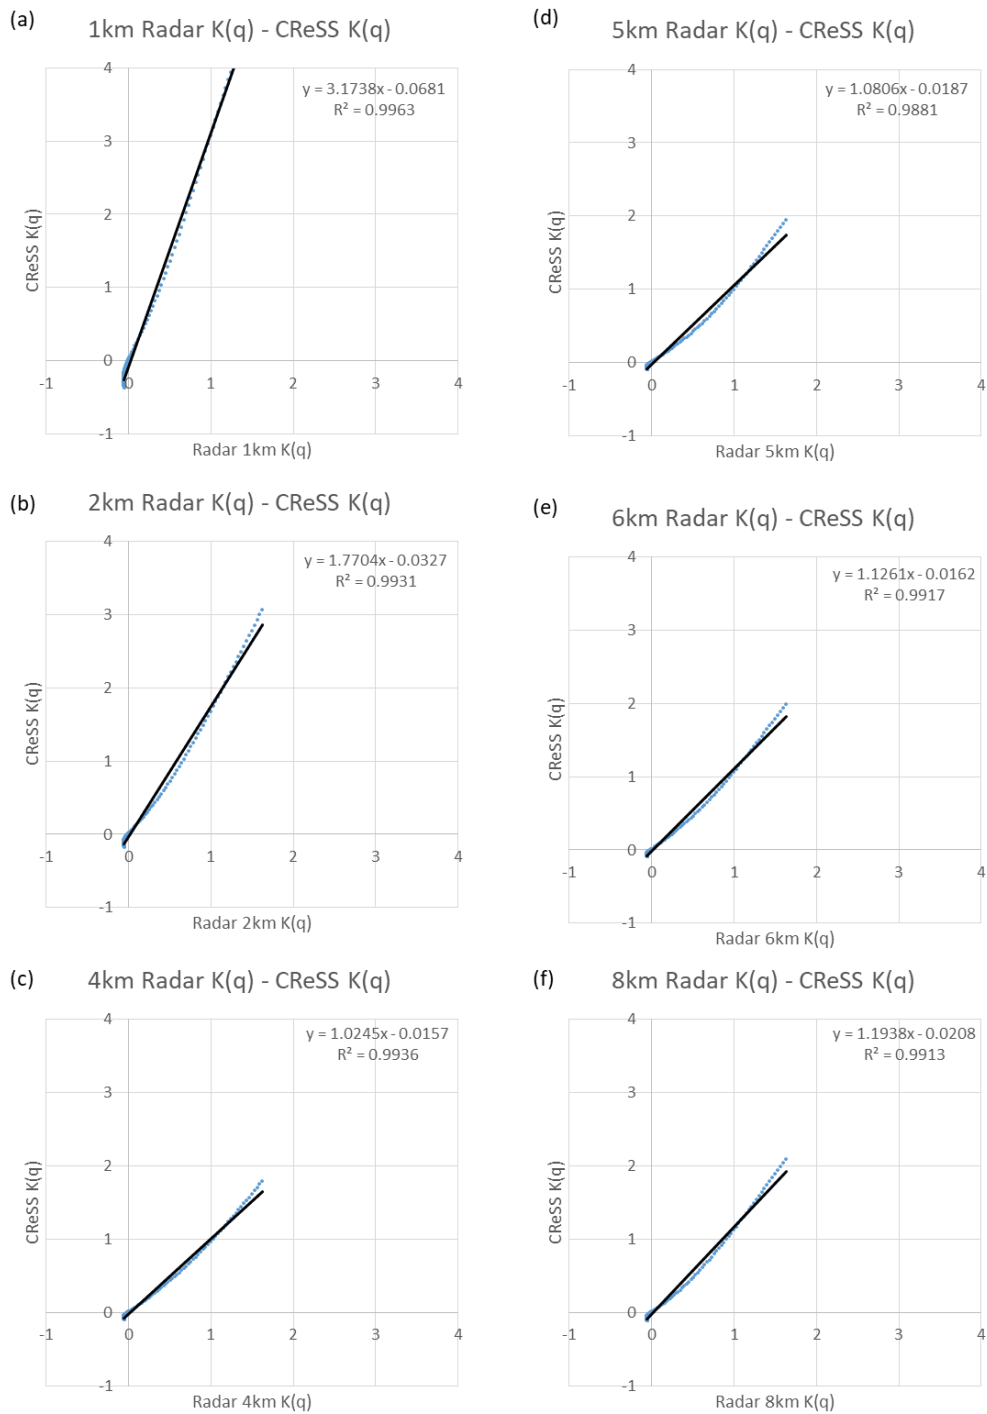 (a)
1km Radar K(q) - CReSS K(q)
4
y = 3.1738x - 0.0681
R² = 0.9963
3
2
1
0
-1
0
1
2
3
4
-1
CReSS K(q)
Radar 1km K(q)
(b)
2km Radar K(q) - CReSS K(q)
4
y = 1.7704x - 0.0327
R² = 0.9931
3
2
1
0
-1
0
1
2
3
4
-1
CReSS K(q)
Radar 2km K(q)
(c)
4km Radar K(q) - CReSS K(q)
4
y = 1.0245x - 0.0157
R² = 0.9936
3
2
1
0
-1
0
1
2
3
4
-1
CReSS K(q)
Radar 4km K(q)
(d)
5km Radar K(q) - CReSS K(q)
4
y = 1.0806x - 0.0187
R² = 0.9881
3
2
1
0
-1
0
1
2
3
4
-1
CReSS K(q)
Radar 5km K(q)
(e)
6km Radar K(q) - CReSS K(q)
4
y = 1.1261x - 0.0162
R² = 0.9917
3
2
1
0
-1
0
1
2
3
4
-1
CReSS K(q)
Radar 6km K(q)
(f)
8km Radar K(q) - CReSS K(q)
4
y = 1.1938x - 0.0208
R² = 0.9913
3
2
1
0
-1
0
1
2
3
4
-1
CReSS K(q)
Radar 8km K(q)